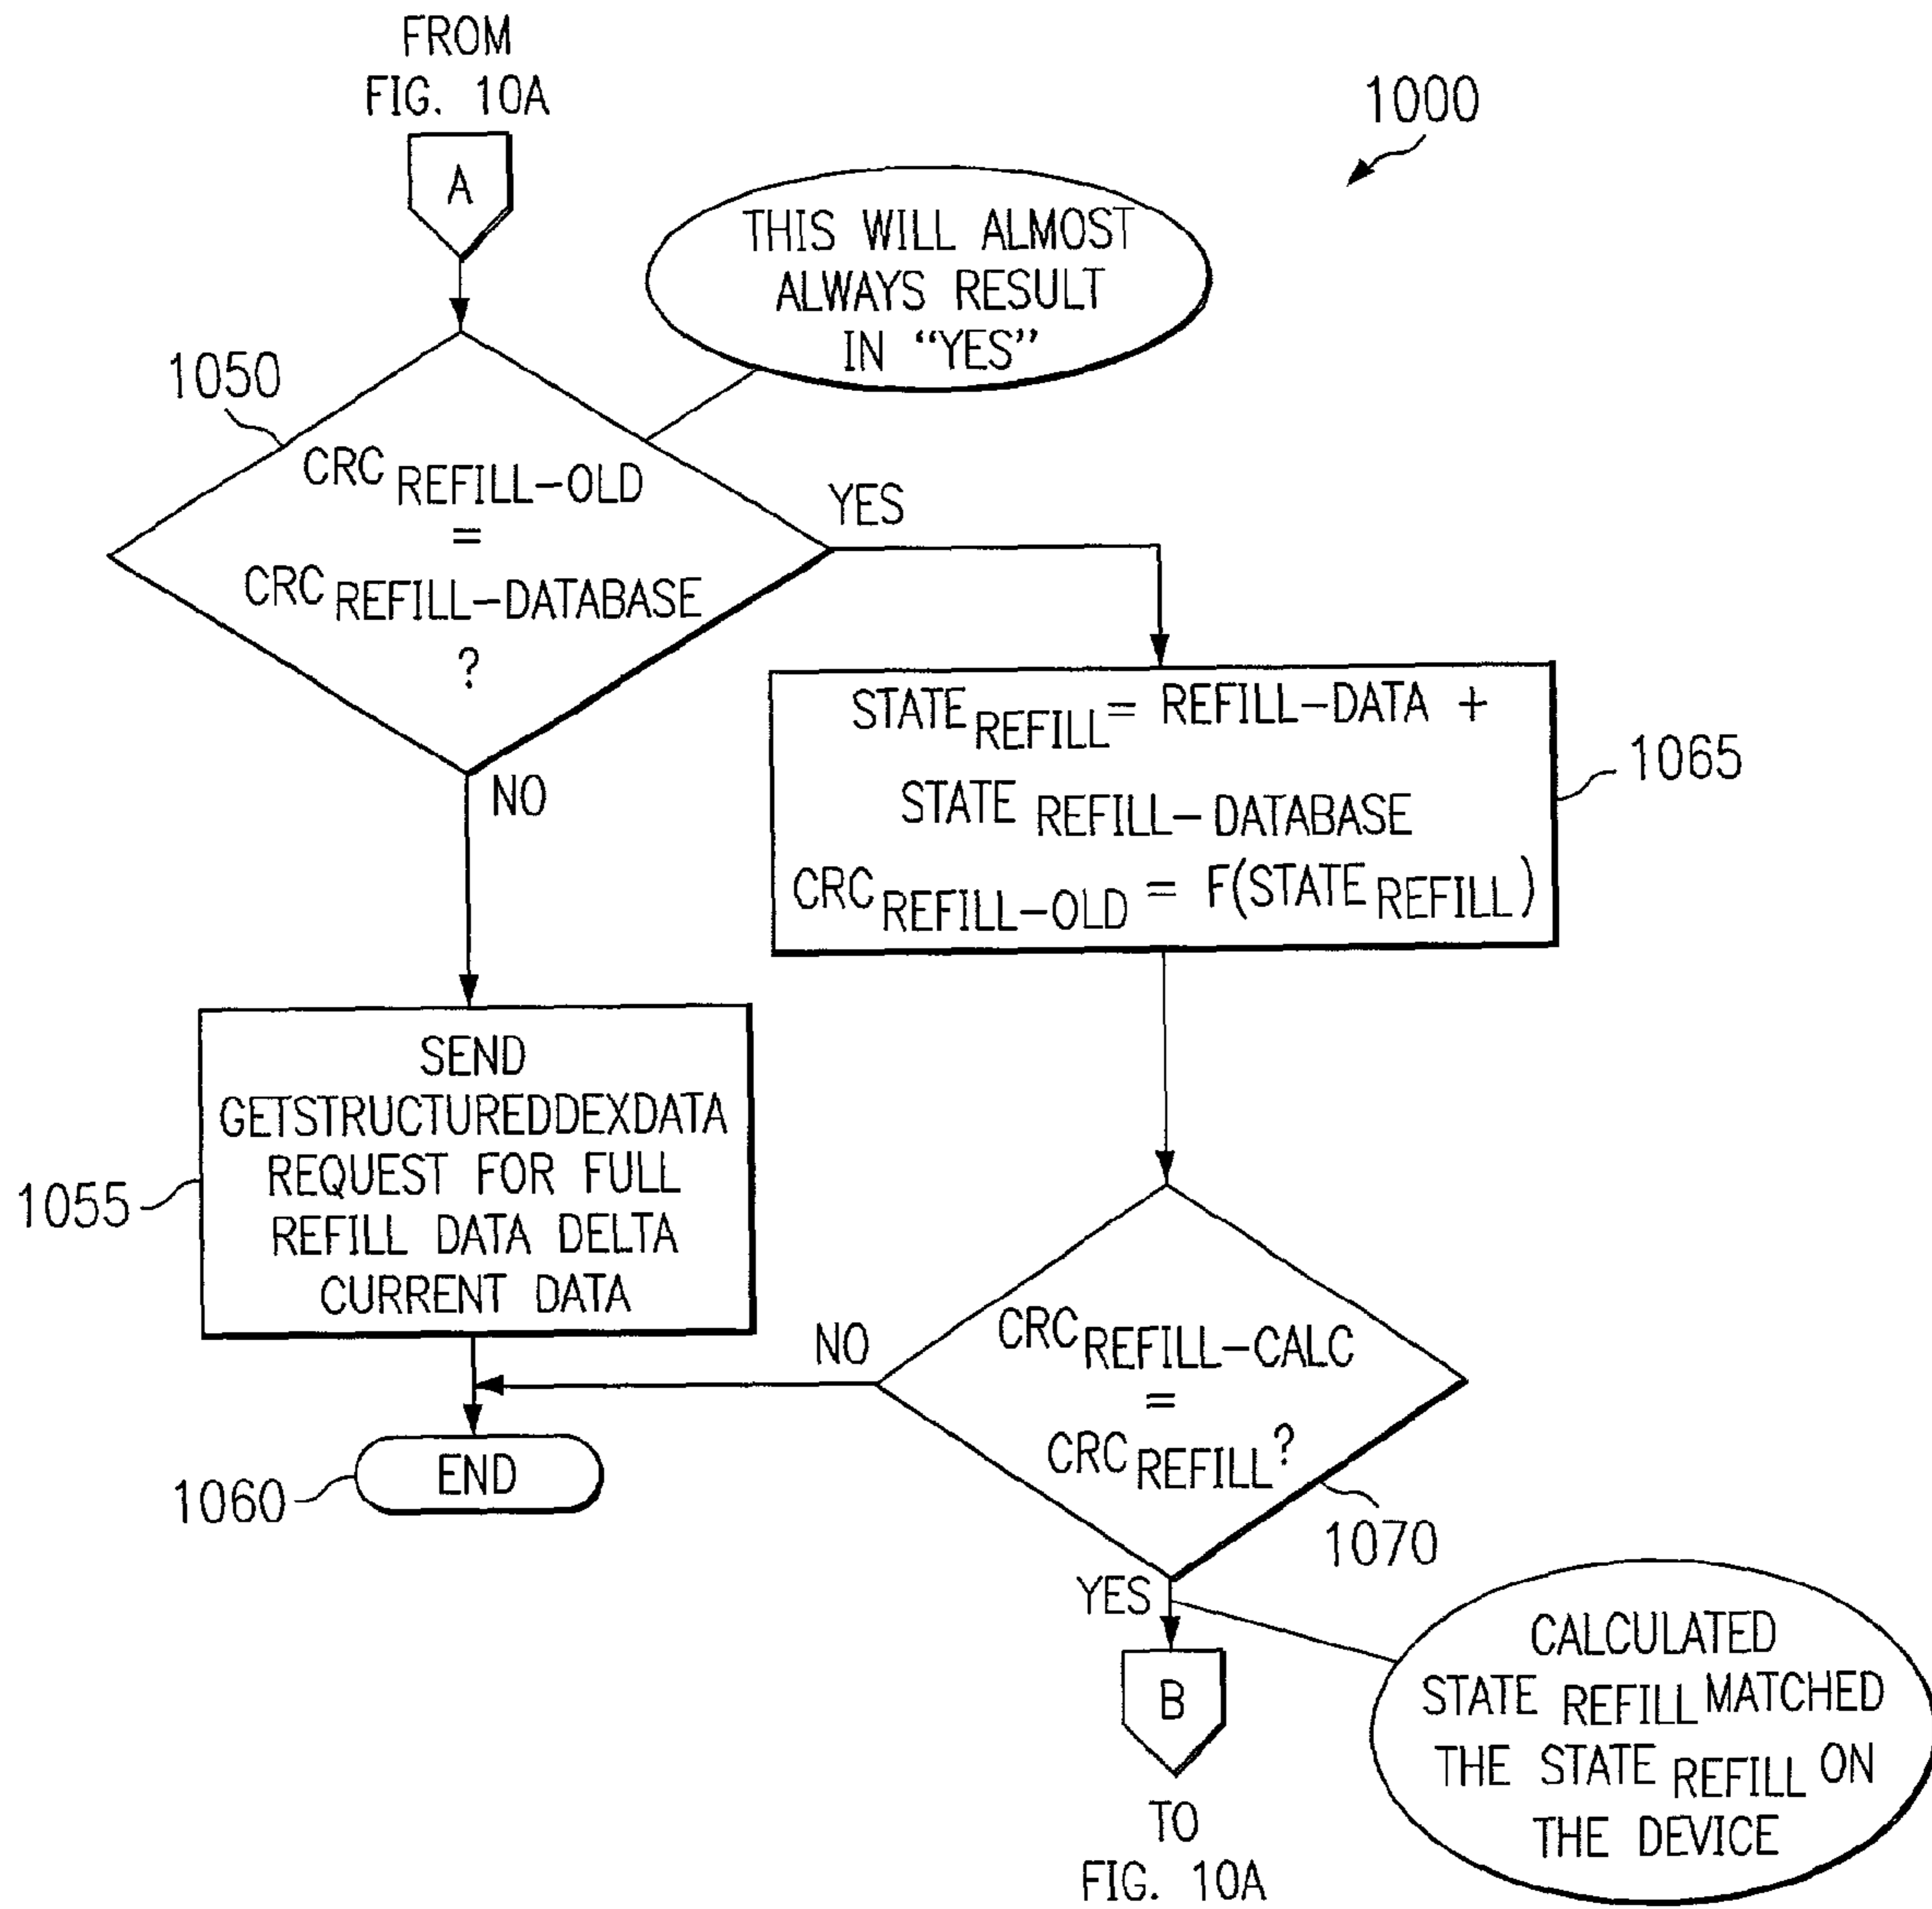 FROM
FIG. 10A
A
1000
THIS WILL ALMOST
ALWAYS RESULT
IN “YES”
1050
CRC REFILL-OLD
=
CRC REFILL-DATABASE
?
YES
NO
STATE REFILL = REFILL-DATA +
STATE REFILL-DATABASE
CRC REFILL-OLD = F(STATE REFILL)
1065
SEND
GETSTRUCTUREDDEXDATA
REQUEST FOR FULL
REFILL DATA DELTA
CURRENT DATA
1055
NO
CRC REFILL-CALC
=
CRC REFILL ?
1070
END
1060
YES
B
TO
FIG. 10A
CALCULATED
STATE REFILL MATCHED
THE STATE REFILL ON
THE DEVICE